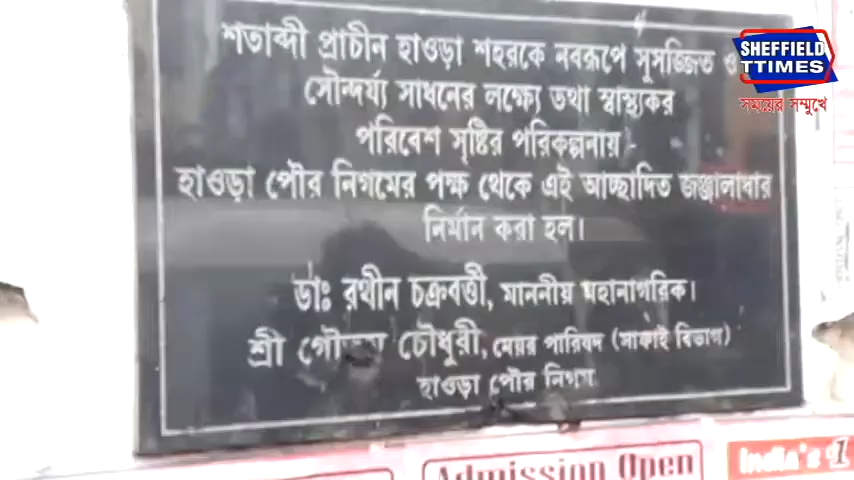 শতাব্দী প্রাচীন হাওড়া শহরকে নবরূপে সুসজ্জিত ও
সৌন্দর্য্য সাধনের লক্ষ্যে তথা স্বাস্থ্যকর
পরিবেশ সৃষ্টির পরিকল্পনায় -
হাওড়া পৌর নিগমের পক্ষ থেকে এই আচ্ছাদিত জঞ্জালাধার
নির্মান করা হল।
ডাঃ রথীন চক্রবর্ত্তী, মাননীয় মহানাগরিক।
শ্রী গৌতম চৌধুরী, মেয়র পারিষদ (সাফাই বিভাগ)
হাওড়া পৌর নিগম
SHEFFIELD
TTIMES
সময়ের সম্মুখে
Admission Open
India's
1